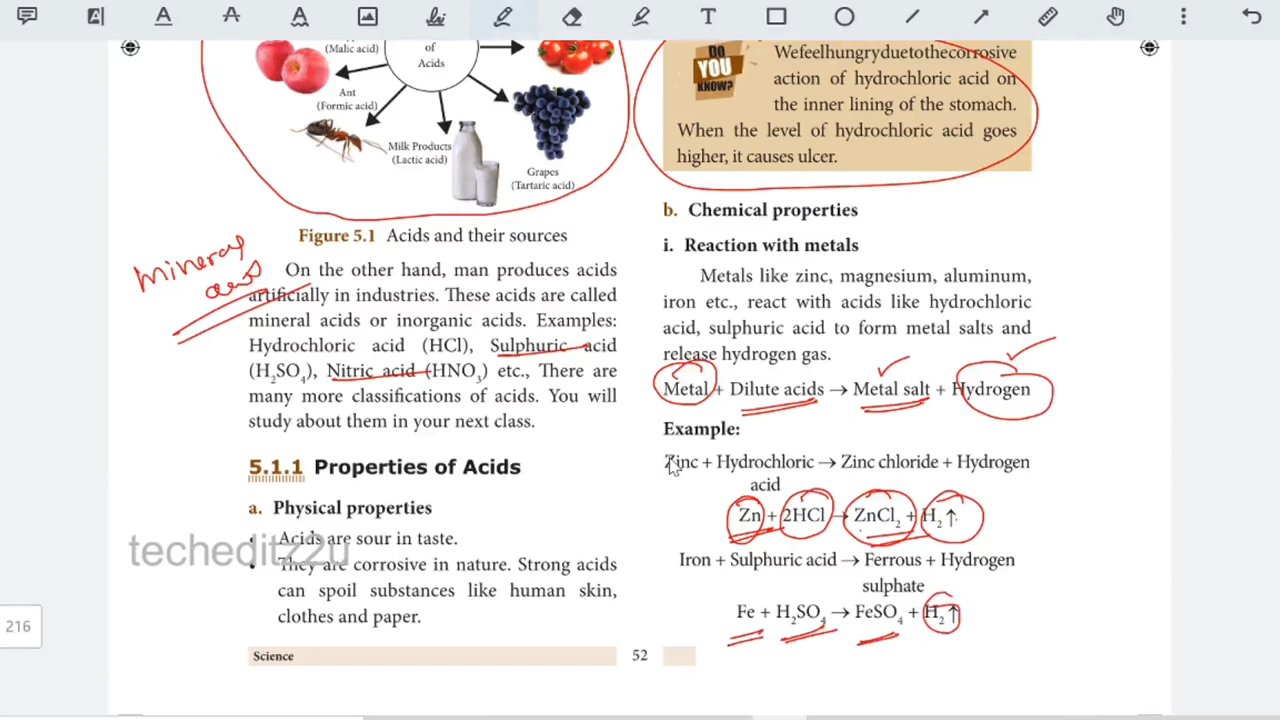 (Malic acid)
of
Acids
Ant
(Formic acid)
Milk Products
(Lactic acid)
Grapes
(Tartaric acid)
Figure 5.1 Acids and their sources
mineral
acid
On the other hand, man produces acids
artificially in industries. These acids are called
mineral acids or inorganic acids. Examples:
Hydrochloric acid (HCl), Sulphuric acid
(H₂SO₄), Nitric acid (HNO₃) etc., There are
many more classifications of acids. You will
study about them in your next class.
5.1.1 Properties of Acids
a. Physical properties
• Acids are sour in taste.
• They are corrosive in nature. Strong acids
can spoil substances like human skin,
clothes and paper.
techeditz2u
216
Science
52
DO
YOU
KNOW?
Wefeelhungryduetothecorrosive
action of hydrochloric acid on
the inner lining of the stomach.
When the level of hydrochloric acid goes
higher, it causes ulcer.
b. Chemical properties
i. Reaction with metals
Metals like zinc, magnesium, aluminum,
iron etc., react with acids like hydrochloric
acid, sulphuric acid to form metal salts and
release hydrogen gas.
Metal + Dilute acids → Metal salt + Hydrogen
Example:
Zinc + Hydrochloric → Zinc chloride + Hydrogen
acid
Zn + 2HCl → ZnCl₂ + H₂↑
Iron + Sulphuric acid → Ferrous + Hydrogen
sulphate
Fe + H₂SO₄ → FeSO₄ + H₂↑